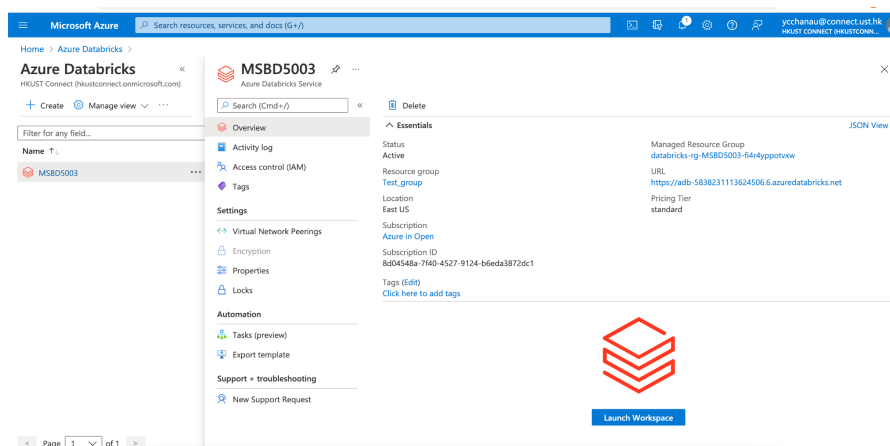 Microsoft Azure
Search resources, services, and docs (G+/)
1
ycchanau@connect.ust.hk
HKUST CONNECT (HKUSTCONN...
Home > Azure Databricks >
Azure Databricks
HKUST Connect (hkustconnect.onmicrosoft.com)
+ Create
Manage view
...
Filter for any field...
Name ↑↓
MSBD5003
...
< Page 1 of 1 >
MSBD5003
...
Azure Databricks Service
Search (Cmd+/)
«
Overview
Activity log
Access control (IAM)
Tags
Settings
Virtual Network Peerings
Encryption
Properties
Locks
Automation
Tasks (preview)
Export template
Support + troubleshooting
New Support Request
Delete
Essentials
JSON View
Status
Active
Resource group
Test_group
Location
East US
Subscription
Azure in Open
Subscription ID
8d04548a-7f40-4527-9124-b6eda3872dc1
Tags (Edit)
Click here to add tags
Managed Resource Group
databricks-rg-MSBD5003-fi4r4yppotvxw
URL
https://adb-5838231113624506.6.azuredatabricks.net
Pricing Tier
standard
Launch Workspace